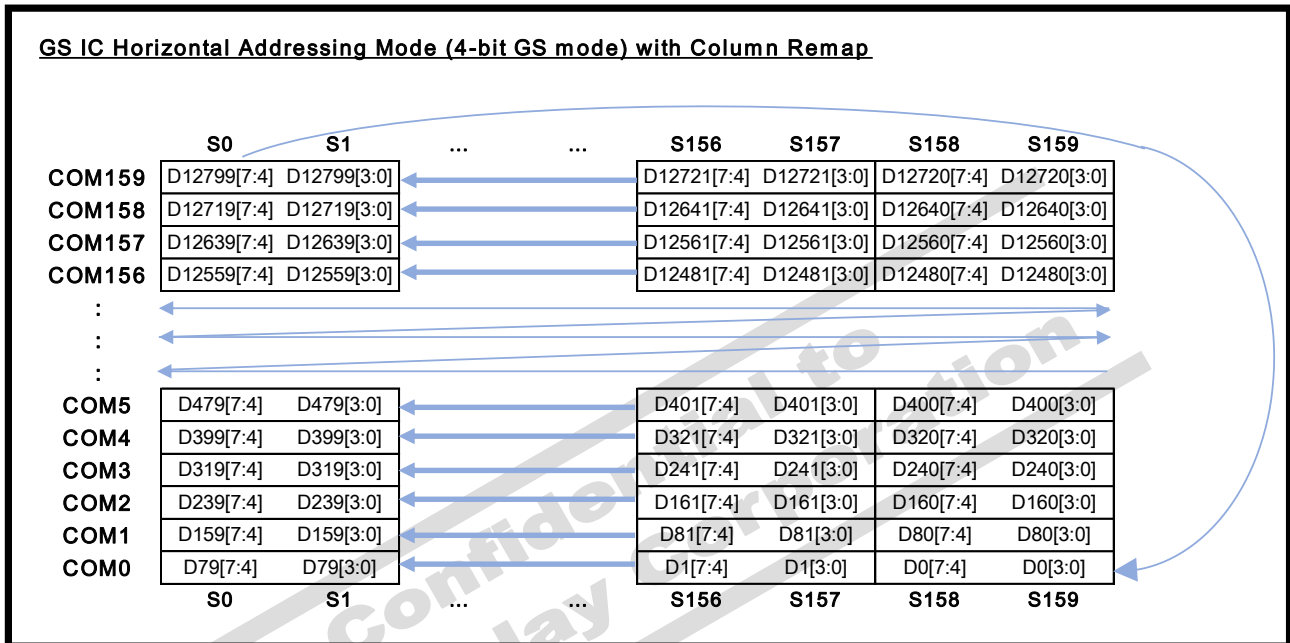 GS IC Horizontal Addressing Mode (4-bit GS mode) with Column Remap
S0 S1 ... ... S156 S157 S158 S159
COM159 D12799[7:4] D12799[3:0] D12721[7:4] D12721[3:0] D12720[7:4] D12720[3:0]
COM158 D12719[7:4] D12719[3:0] D12641[7:4] D12641[3:0] D12640[7:4] D12640[3:0]
COM157 D12639[7:4] D12639[3:0] D12561[7:4] D12561[3:0] D12560[7:4] D12560[3:0]
COM156 D12559[7:4] D12559[3:0] D12481[7:4] D12481[3:0] D12480[7:4] D12480[3:0]
:
:
:
COM5 D479[7:4] D479[3:0] D401[7:4] D401[3:0] D400[7:4] D400[3:0]
COM4 D399[7:4] D399[3:0] D321[7:4] D321[3:0] D320[7:4] D320[3:0]
COM3 D319[7:4] D319[3:0] D241[7:4] D241[3:0] D240[7:4] D240[3:0]
COM2 D239[7:4] D239[3:0] D161[7:4] D161[3:0] D160[7:4] D160[3:0]
COM1 D159[7:4] D159[3:0] D81[7:4] D81[3:0] D80[7:4] D80[3:0]
COM0 D79[7:4] D79[3:0] D1[7:4] D1[3:0] D0[7:4] D0[3:0]
S0 S1 ... ... S156 S157 S158 S159
Confidential to
lay Corporation